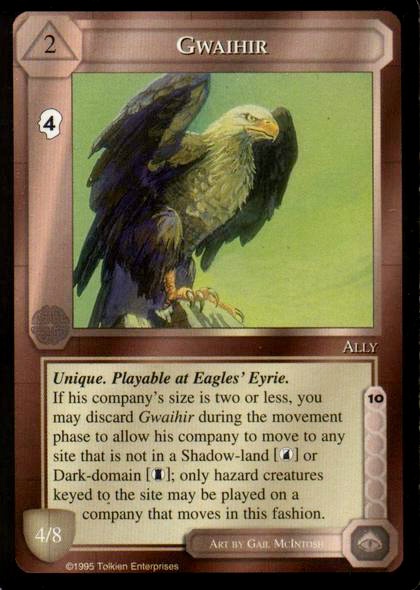 2
GWAIHIR
4
ALLY
Unique. Playable at Eagles' Eyrie.
If his company's size is two or less, you
may discard Gwaihir during the movement
phase to allow his company to move to any
site that is not in a Shadow-land [ ] or
Dark-domain [ ]; only hazard creatures
keyed to the site may be played on a
company that moves in this fashion.
10
4/8
ART BY GAIL MCINTOSH
©1995 Tolkien Enterprises